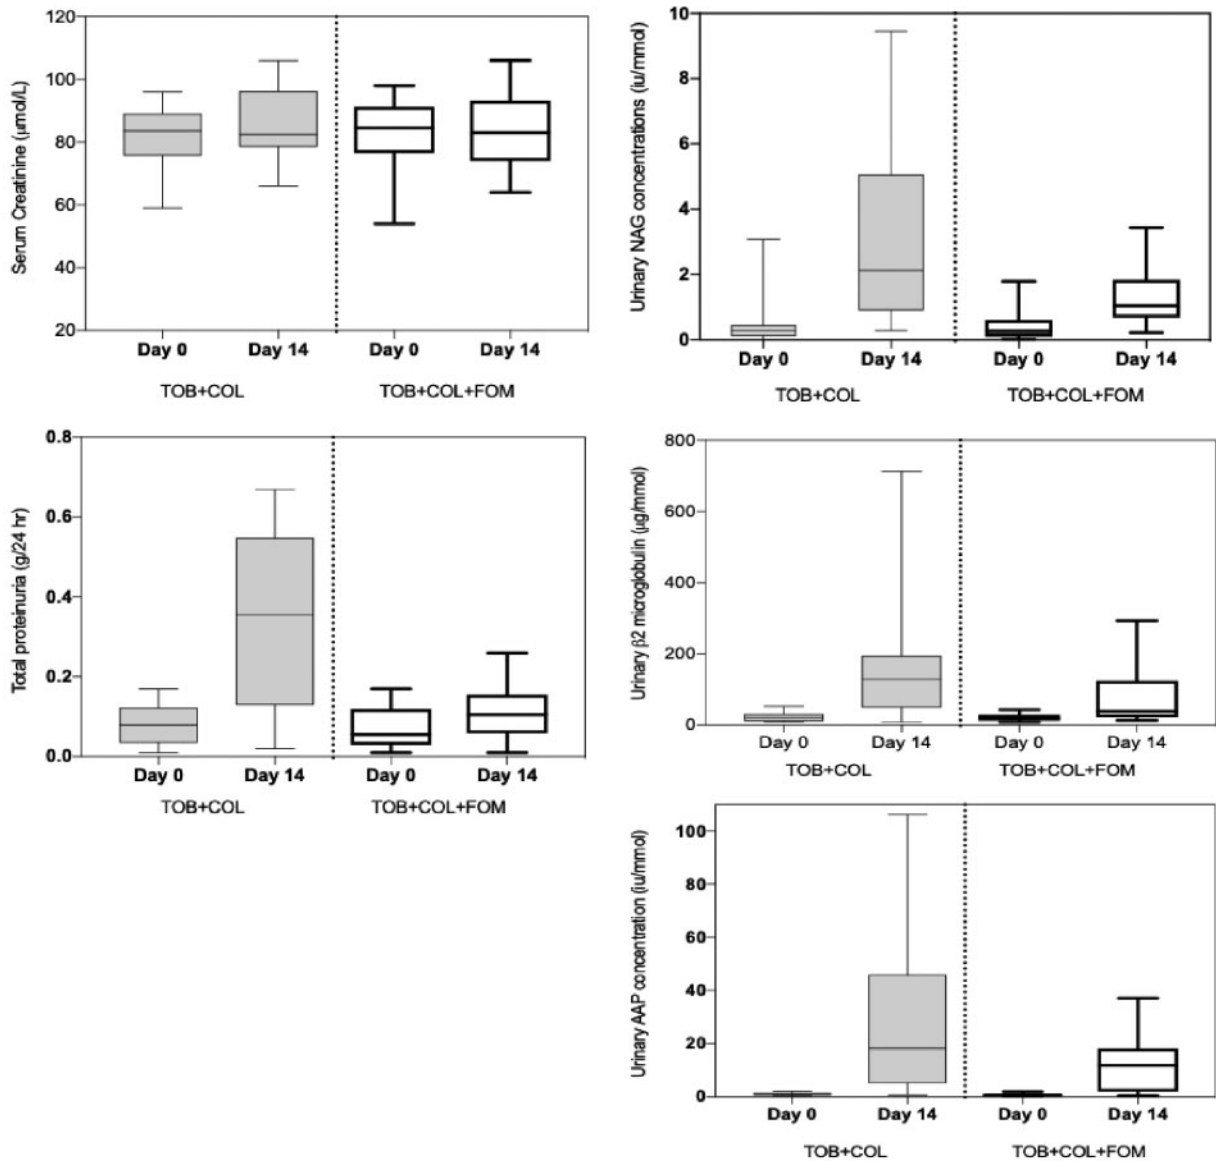 Serum Creatinine (µmol/L)
120
100
80
60
40
20
Day 0
Day 14
Day 0
Day 14
TOB+COL
TOB+COL+FOM
Urinary NAG concentrations (iu/mmol)
10
8
6
4
2
0
Day 0
Day 14
Day 0
Day 14
TOB+COL
TOB+COL+FOM
Total proteinuria (g/24 hr)
0.8
0.6
0.4
0.2
0.0
Day 0
Day 14
Day 0
Day 14
TOB+COL
TOB+COL+FOM
Urinary β2 microglobulin (µg/mmol)
800
600
400
200
0
Day 0
Day 14
Day 0
Day 14
TOB+COL
TOB+COL+FOM
Urinary AAP concentration (iu/mmol)
100
80
60
40
20
0
Day 0
Day 14
Day 0
Day 14
TOB+COL
TOB+COL+FOM